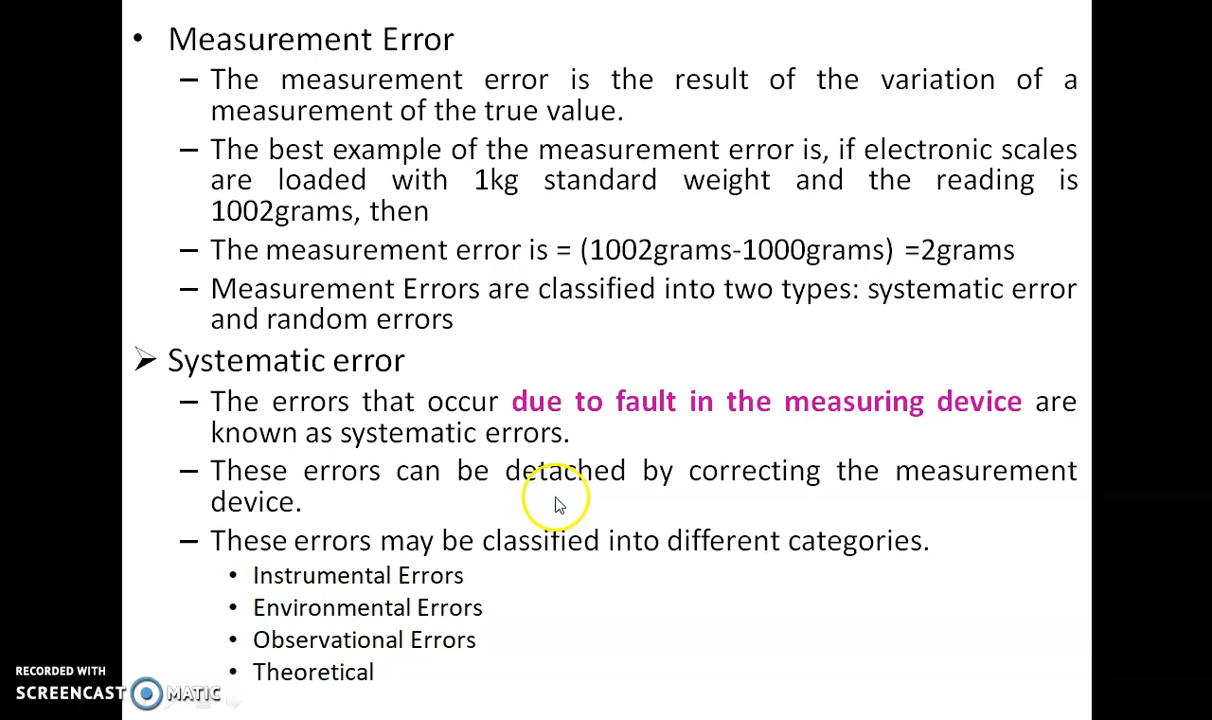 • Measurement Error
– The measurement error is the result of the variation of a
measurement of the true value.
– The best example of the measurement error is, if electronic scales
are loaded with 1kg standard weight and the reading is
1002grams, then
– The measurement error is = (1002grams-1000grams) =2grams
– Measurement Errors are classified into two types: systematic error
and random errors
➢ Systematic error
– The errors that occur due to fault in the measuring device are
known as systematic errors.
– These errors can be detached by correcting the measurement
device.
– These errors may be classified into different categories.
• Instrumental Errors
• Environmental Errors
• Observational Errors
• Theoretical
RECORDED WITH
SCREENCAST MATIC